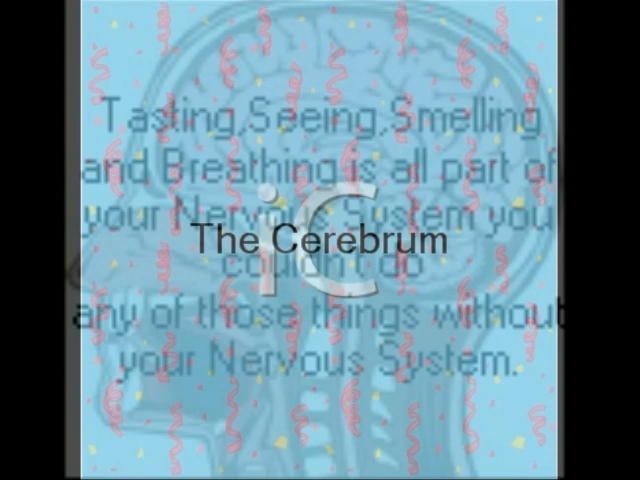 Tasting,Seeing,Smelling
and Breathing is all part of
your Nervous System you
The Cerebrum
couldn't do
any of those things without
your Nervous System.
iC